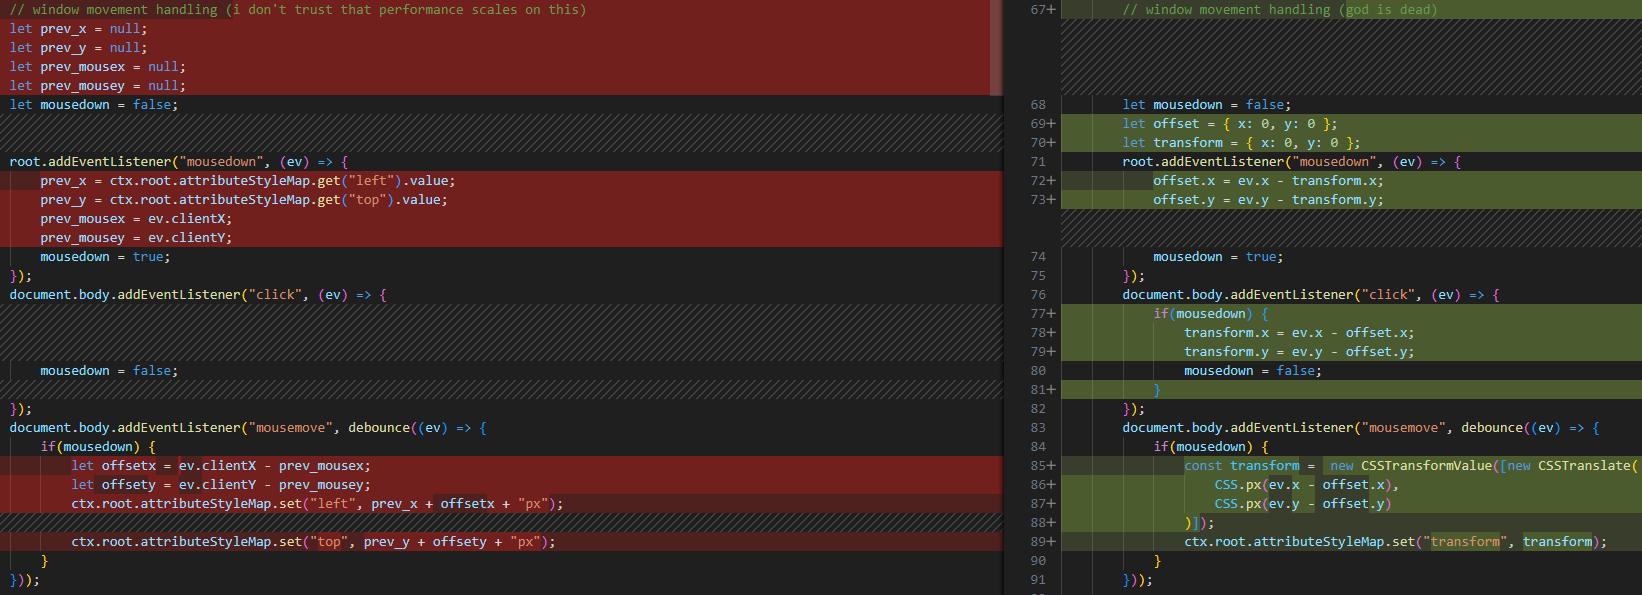 // window movement handling (i don't trust that performance scales on this)
let prev_x = null;
let prev_y = null;
let prev_mousex = null;
let prev_mousey = null;
let mousedown = false;
root.addEventListener("mousedown", (ev) => {
prev_x = ctx.root.attributeStyleMap.get("left").value;
prev_y = ctx.root.attributeStyleMap.get("top").value;
prev_mousex = ev.clientX;
prev_mousey = ev.clientY;
mousedown = true;
});
document.body.addEventListener("click", (ev) => {
mousedown = false;
});
document.body.addEventListener("mousemove", debounce((ev) => {
if(mousedown) {
let offsetx = ev.clientX - prev_mousex;
let offsety = ev.clientY - prev_mousey;
ctx.root.attributeStyleMap.set("left", prev_x + offsetx + "px");
ctx.root.attributeStyleMap.set("top", prev_y + offsety + "px");
}
}));
67+ // window movement handling (god is dead)
68 let mousedown = false;
69+ let offset = { x: 0, y: 0 };
70+ let transform = { x: 0, y: 0 };
71 root.addEventListener("mousedown", (ev) => {
72+ offset.x = ev.x - transform.x;
73+ offset.y = ev.y - transform.y;
74 mousedown = true;
75 });
76 document.body.addEventListener("click", (ev) => {
77+ if(mousedown) {
78+ transform.x = ev.x - offset.x;
79+ transform.y = ev.y - offset.y;
80 mousedown = false;
81+ }
82 });
83 document.body.addEventListener("mousemove", debounce((ev) => {
84 if(mousedown) {
85+ const transform = new CSSTransformValue([new CSSTranslate(
86+ CSS.px(ev.x - offset.x),
87+ CSS.px(ev.y - offset.y)
88+ )]);
89+ ctx.root.attributeStyleMap.set("transform", transform);
90 }
91 }));